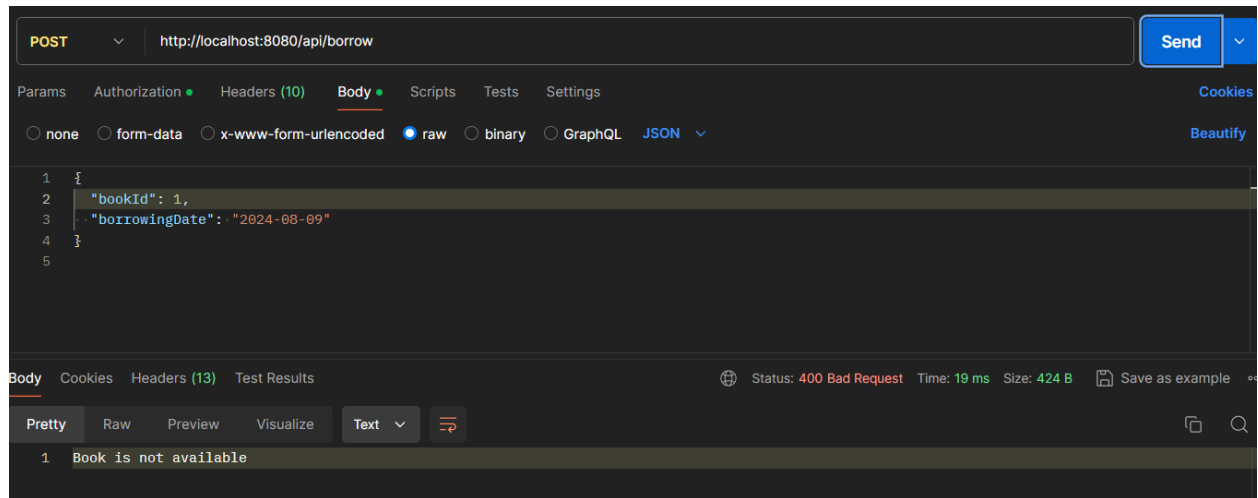 POST http://localhost:8080/api/borrow Send
Params Authorization Headers (10) Body Scripts Tests Settings Cookies
none form-data x-www-form-urlencoded raw binary GraphQL JSON Beautify
1 {
2 "bookId": 1,
3 "borrowingDate": "2024-08-09"
4 }
5
Body Cookies Headers (13) Test Results Status: 400 Bad Request Time: 19 ms Size: 424 B Save as example
Pretty Raw Preview Visualize Text
1 Book is not available